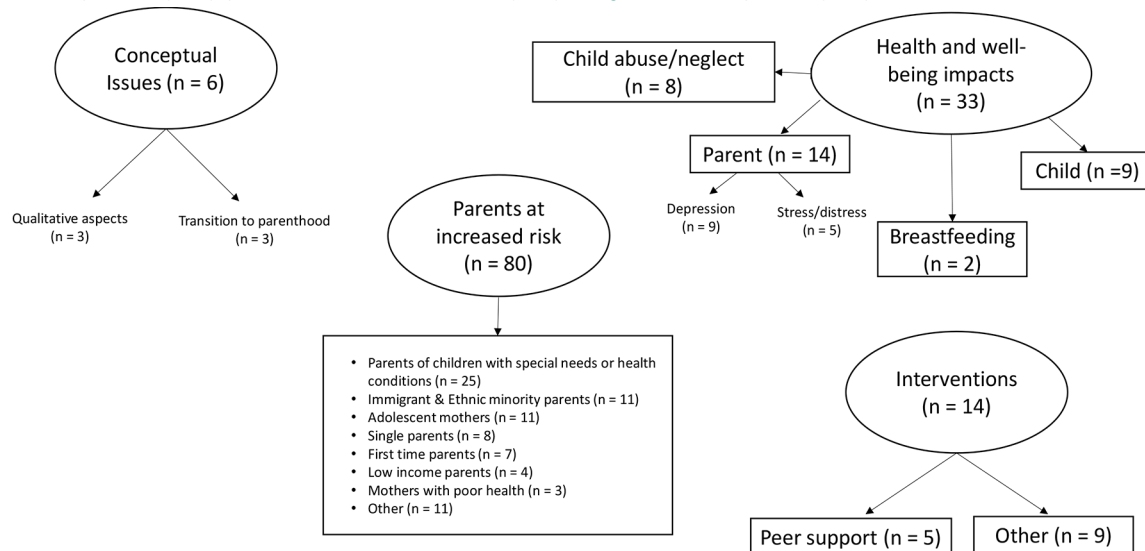 Conceptual
Issues (n = 6)
Qualitative aspects
(n = 3)
Transition to parenthood
(n = 3)
Parents at
increased risk
(n = 80)
• Parents of children with special needs or health
conditions (n = 25)
• Immigrant & Ethnic minority parents (n = 11)
• Adolescent mothers (n = 11)
• Single parents (n = 8)
• First time parents (n = 7)
• Low income parents (n = 4)
• Mothers with poor health (n = 3)
• Other (n = 11)
Health and well-
being impacts
(n = 33)
Child abuse/neglect
(n = 8)
Parent (n = 14)
Depression
(n = 9)
Stress/distress
(n = 5)
Breastfeeding
(n = 2)
Child (n =9)
Interventions
(n = 14)
Peer support (n = 5)
Other (n = 9)